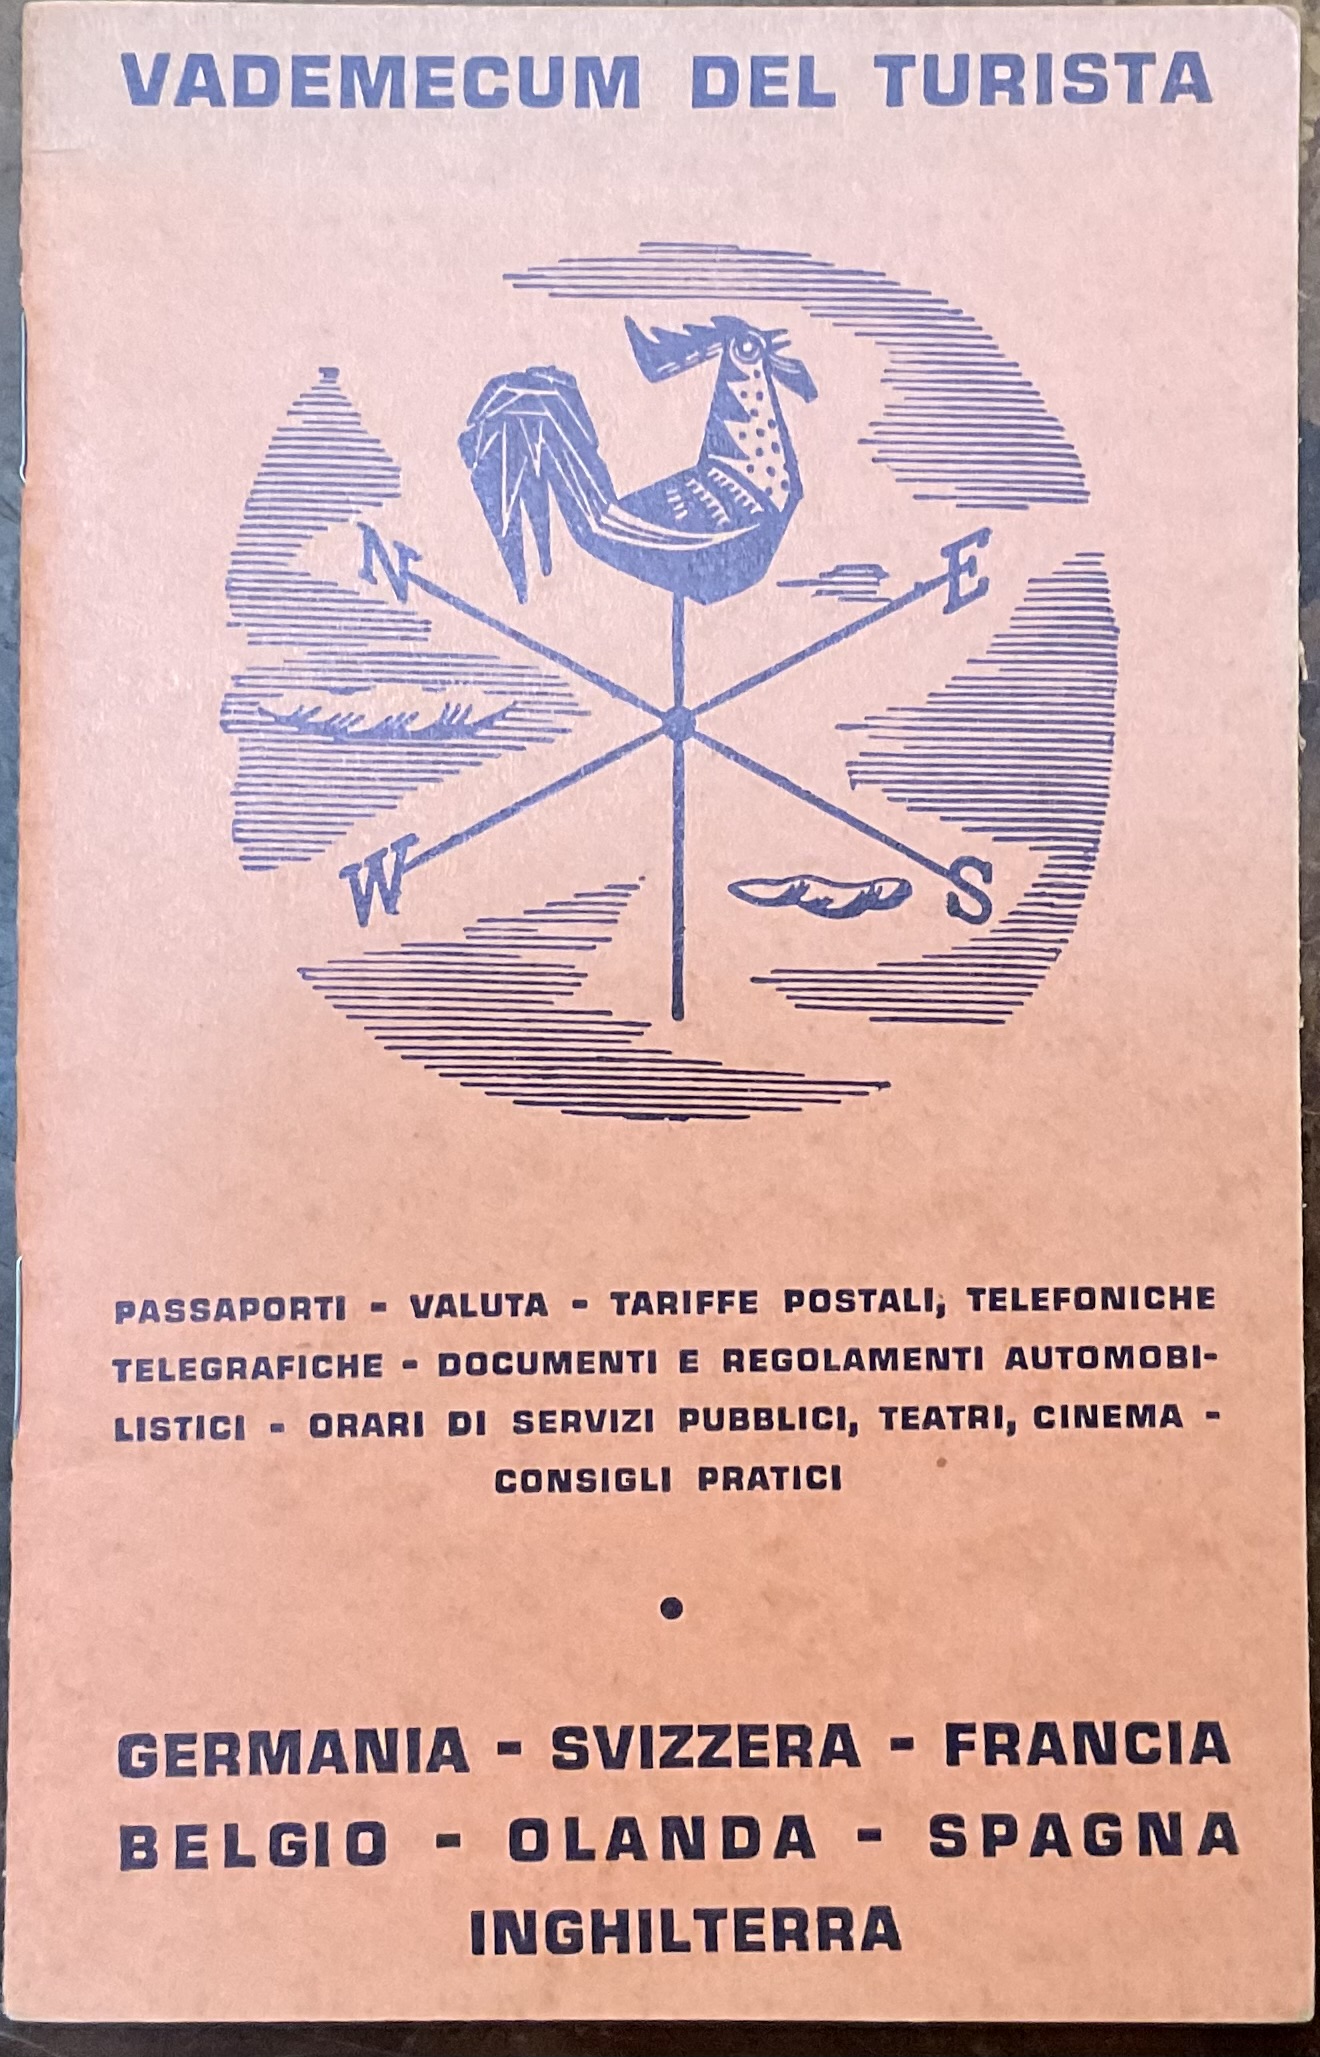 VADEMECUM DEL TURISTA
N
E
W
S
PASSAPORTI - VALUTA - TARIFFE POSTALI, TELEFONICHE
TELEGRAFICHE - DOCUMENTI E REGOLAMENTI AUTOMOBI-
LISTICI - ORARI DI SERVIZI PUBBLICI, TEATRI, CINEMA -
CONSIGLI PRATICI
GERMANIA - SVIZZERA - FRANCIA
BELGIO - OLANDA - SPAGNA
INGHILTERRA